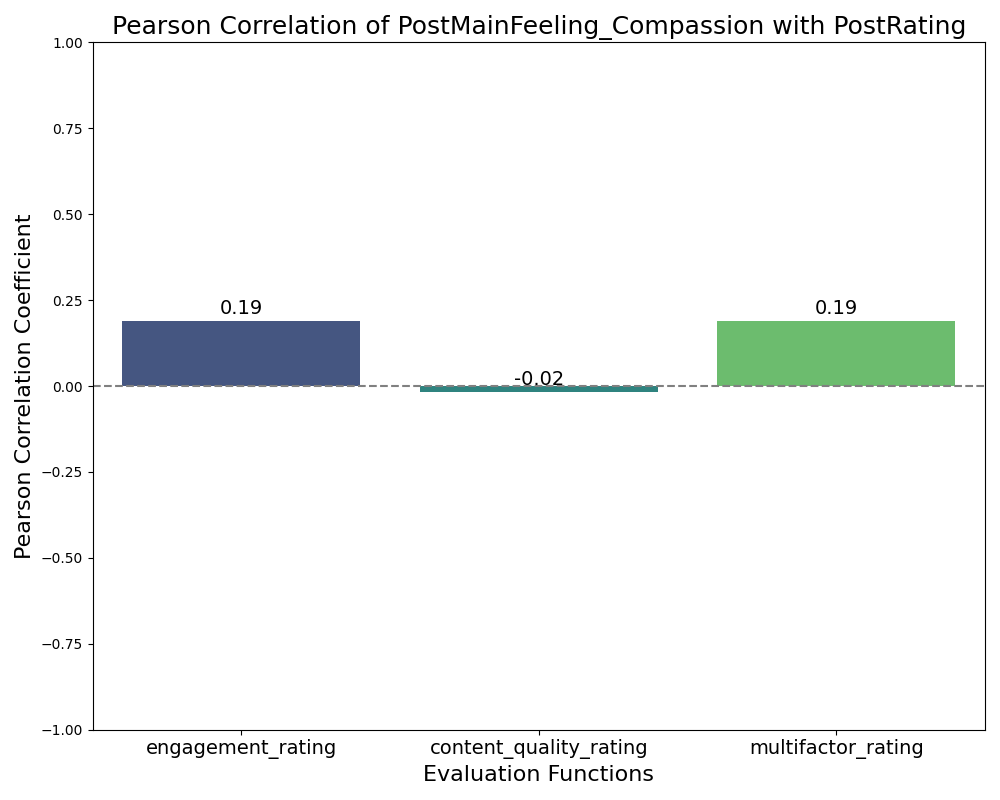 Pearson Correlation of PostMainFeeling_Compassion with PostRating
Pearson Correlation Coefficient
1.00
0.75
0.50
0.25
0.00
−0.25
−0.50
−0.75
−1.00
0.19
-0.02
0.19
engagement_rating
content_quality_rating
multifactor_rating
Evaluation Functions